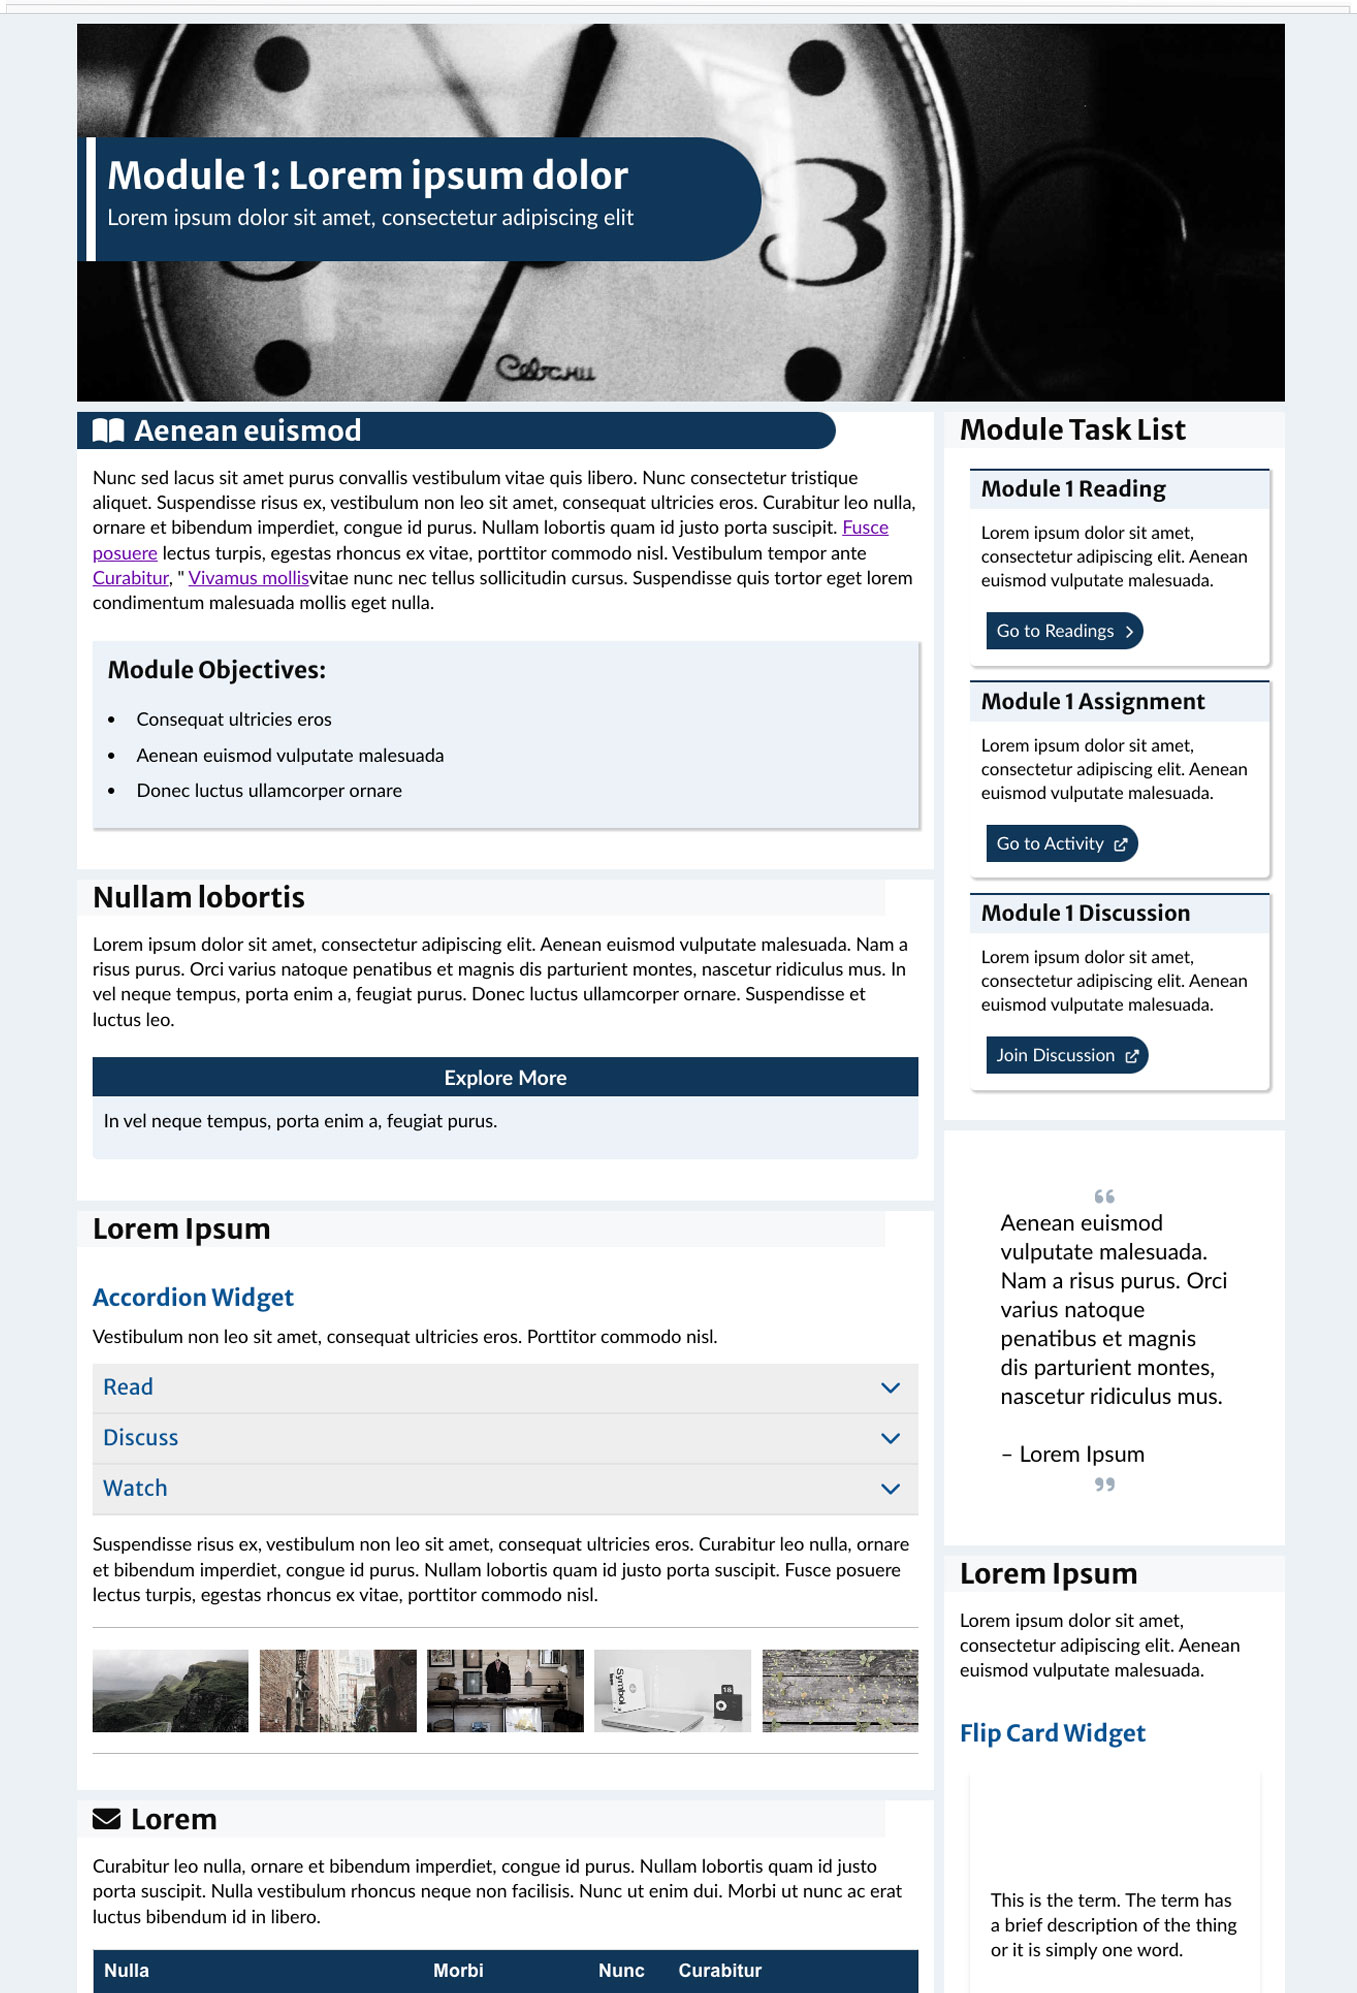 Module 1: Lorem ipsum dolor
Lorem ipsum dolor sit amet, consectetur adipiscing elit
3
Aenean euismod
Nunc sed lacus sit amet purus convallis vestibulum vitae quis libero. Nunc consectetur tristique
aliquet. Suspendisse risus ex, vestibulum non leo sit amet, consequat ultricies eros. Curabitur leo nulla,
ornare et bibendum imperdiet, congue id purus. Nullam lobortis quam id justo porta suscipit. Fusce
posuere lectus turpis, egestas rhoncus ex vitae, porttitor commodo nisl. Vestibulum tempor ante
Curabitur, " Vivamus mollisvitae nunc nec tellus sollicitudin cursus. Suspendisse quis tortor eget lorem
condimentum malesuada mollis eget nulla.
Module Objectives:
• Consequat ultricies eros
• Aenean euismod vulputate malesuada
• Donec luctus ullamcorper ornare
Nullam lobortis
Lorem ipsum dolor sit amet, consectetur adipiscing elit. Aenean euismod vulputate malesuada. Nam a
risus purus. Orci varius natoque penatibus et magnis dis parturient montes, nascetur ridiculus mus. In
vel neque tempus, porta enim a, feugiat purus. Donec luctus ullamcorper ornare. Suspendisse et
luctus leo.
Explore More
In vel neque tempus, porta enim a, feugiat purus.
Lorem Ipsum
Accordion Widget
Vestibulum non leo sit amet, consequat ultricies eros. Porttitor commodo nisl.
Read
Discuss
Watch
Suspendisse risus ex, vestibulum non leo sit amet, consequat ultricies eros. Curabitur leo nulla, ornare
et bibendum imperdiet, congue id purus. Nullam lobortis quam id justo porta suscipit. Fusce posuere
lectus turpis, egestas rhoncus ex vitae, porttitor commodo nisl.
Symbol
18
Lorem
Curabitur leo nulla, ornare et bibendum imperdiet, congue id purus. Nullam lobortis quam id justo
porta suscipit. Nulla vestibulum rhoncus neque non facilisis. Nunc ut enim dui. Morbi ut nunc ac erat
luctus bibendum id in libero.
Nulla Morbi Nunc Curabitur
Module Task List
Module 1 Reading
Lorem ipsum dolor sit amet,
consectetur adipiscing elit. Aenean
euismod vulputate malesuada.
Go to Readings
Module 1 Assignment
Lorem ipsum dolor sit amet,
consectetur adipiscing elit. Aenean
euismod vulputate malesuada.
Go to Activity
Module 1 Discussion
Lorem ipsum dolor sit amet,
consectetur adipiscing elit. Aenean
euismod vulputate malesuada.
Join Discussion
“
Aenean euismod
vulputate malesuada.
Nam a risus purus. Orci
varius natoque
penatibus et magnis
dis parturient montes,
nascetur ridiculus mus.
– Lorem Ipsum
”
Lorem Ipsum
Lorem ipsum dolor sit amet,
consectetur adipiscing elit. Aenean
euismod vulputate malesuada.
Flip Card Widget
This is the term. The term has
a brief description of the thing
or it is simply one word.